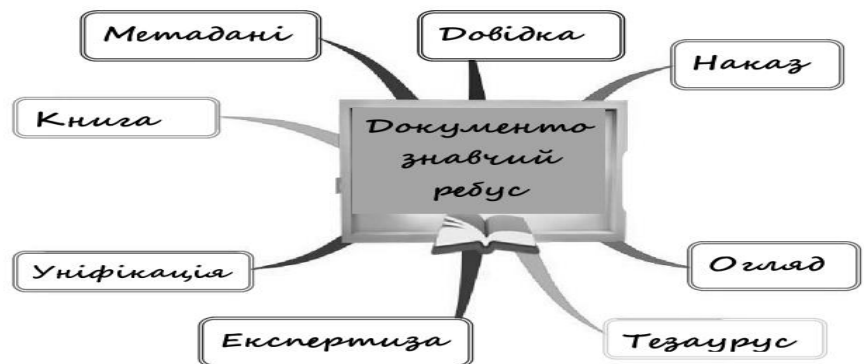 Метадані
Довідка
Наказ
Книга
Документо
знавчий
ребус
Уніфікація
Огляд
Експертиза
Тезаурус